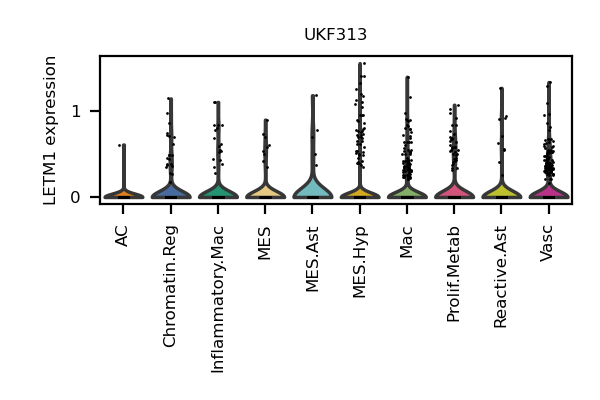 UKF313
LETM1 expression
1
0
AC
Chromatin.Reg
Inflammatory.Mac
MES
MES.Ast
MES.Hyp
Mac
Prolif.Metab
Reactive.Ast
Vasc